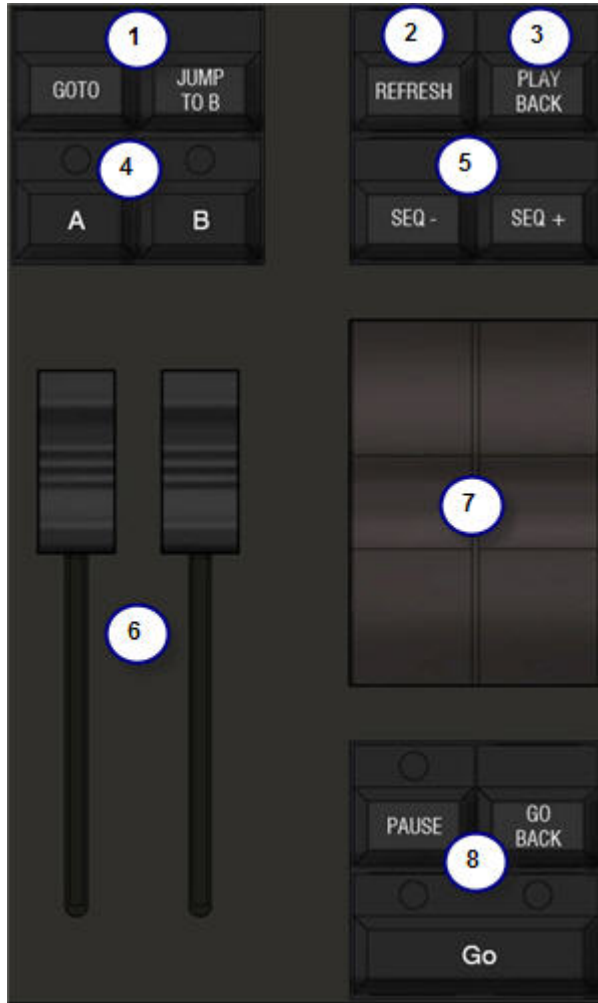 1
2
3
GOTO
JUMP
TO B
REFRESH
PLAY
BACK
4
5
A
B
SEQ -
SEQ +
7
6
PAUSE
GO
BACK
8
Go